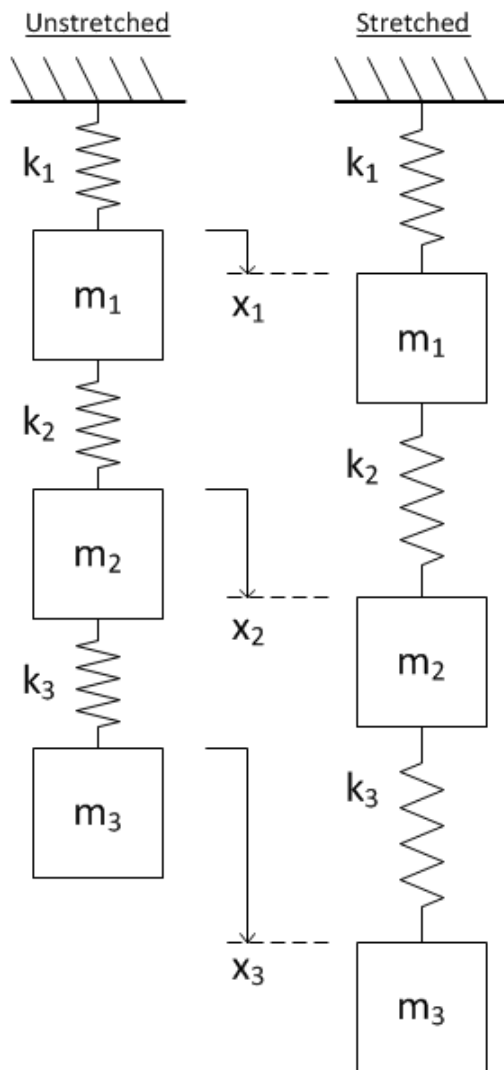 Unstretched
Stretched
k₁
k₁
m₁
x₁
m₁
k₂
k₂
m₂
x₂
m₂
k₃
k₃
m₃
x₃
m₃